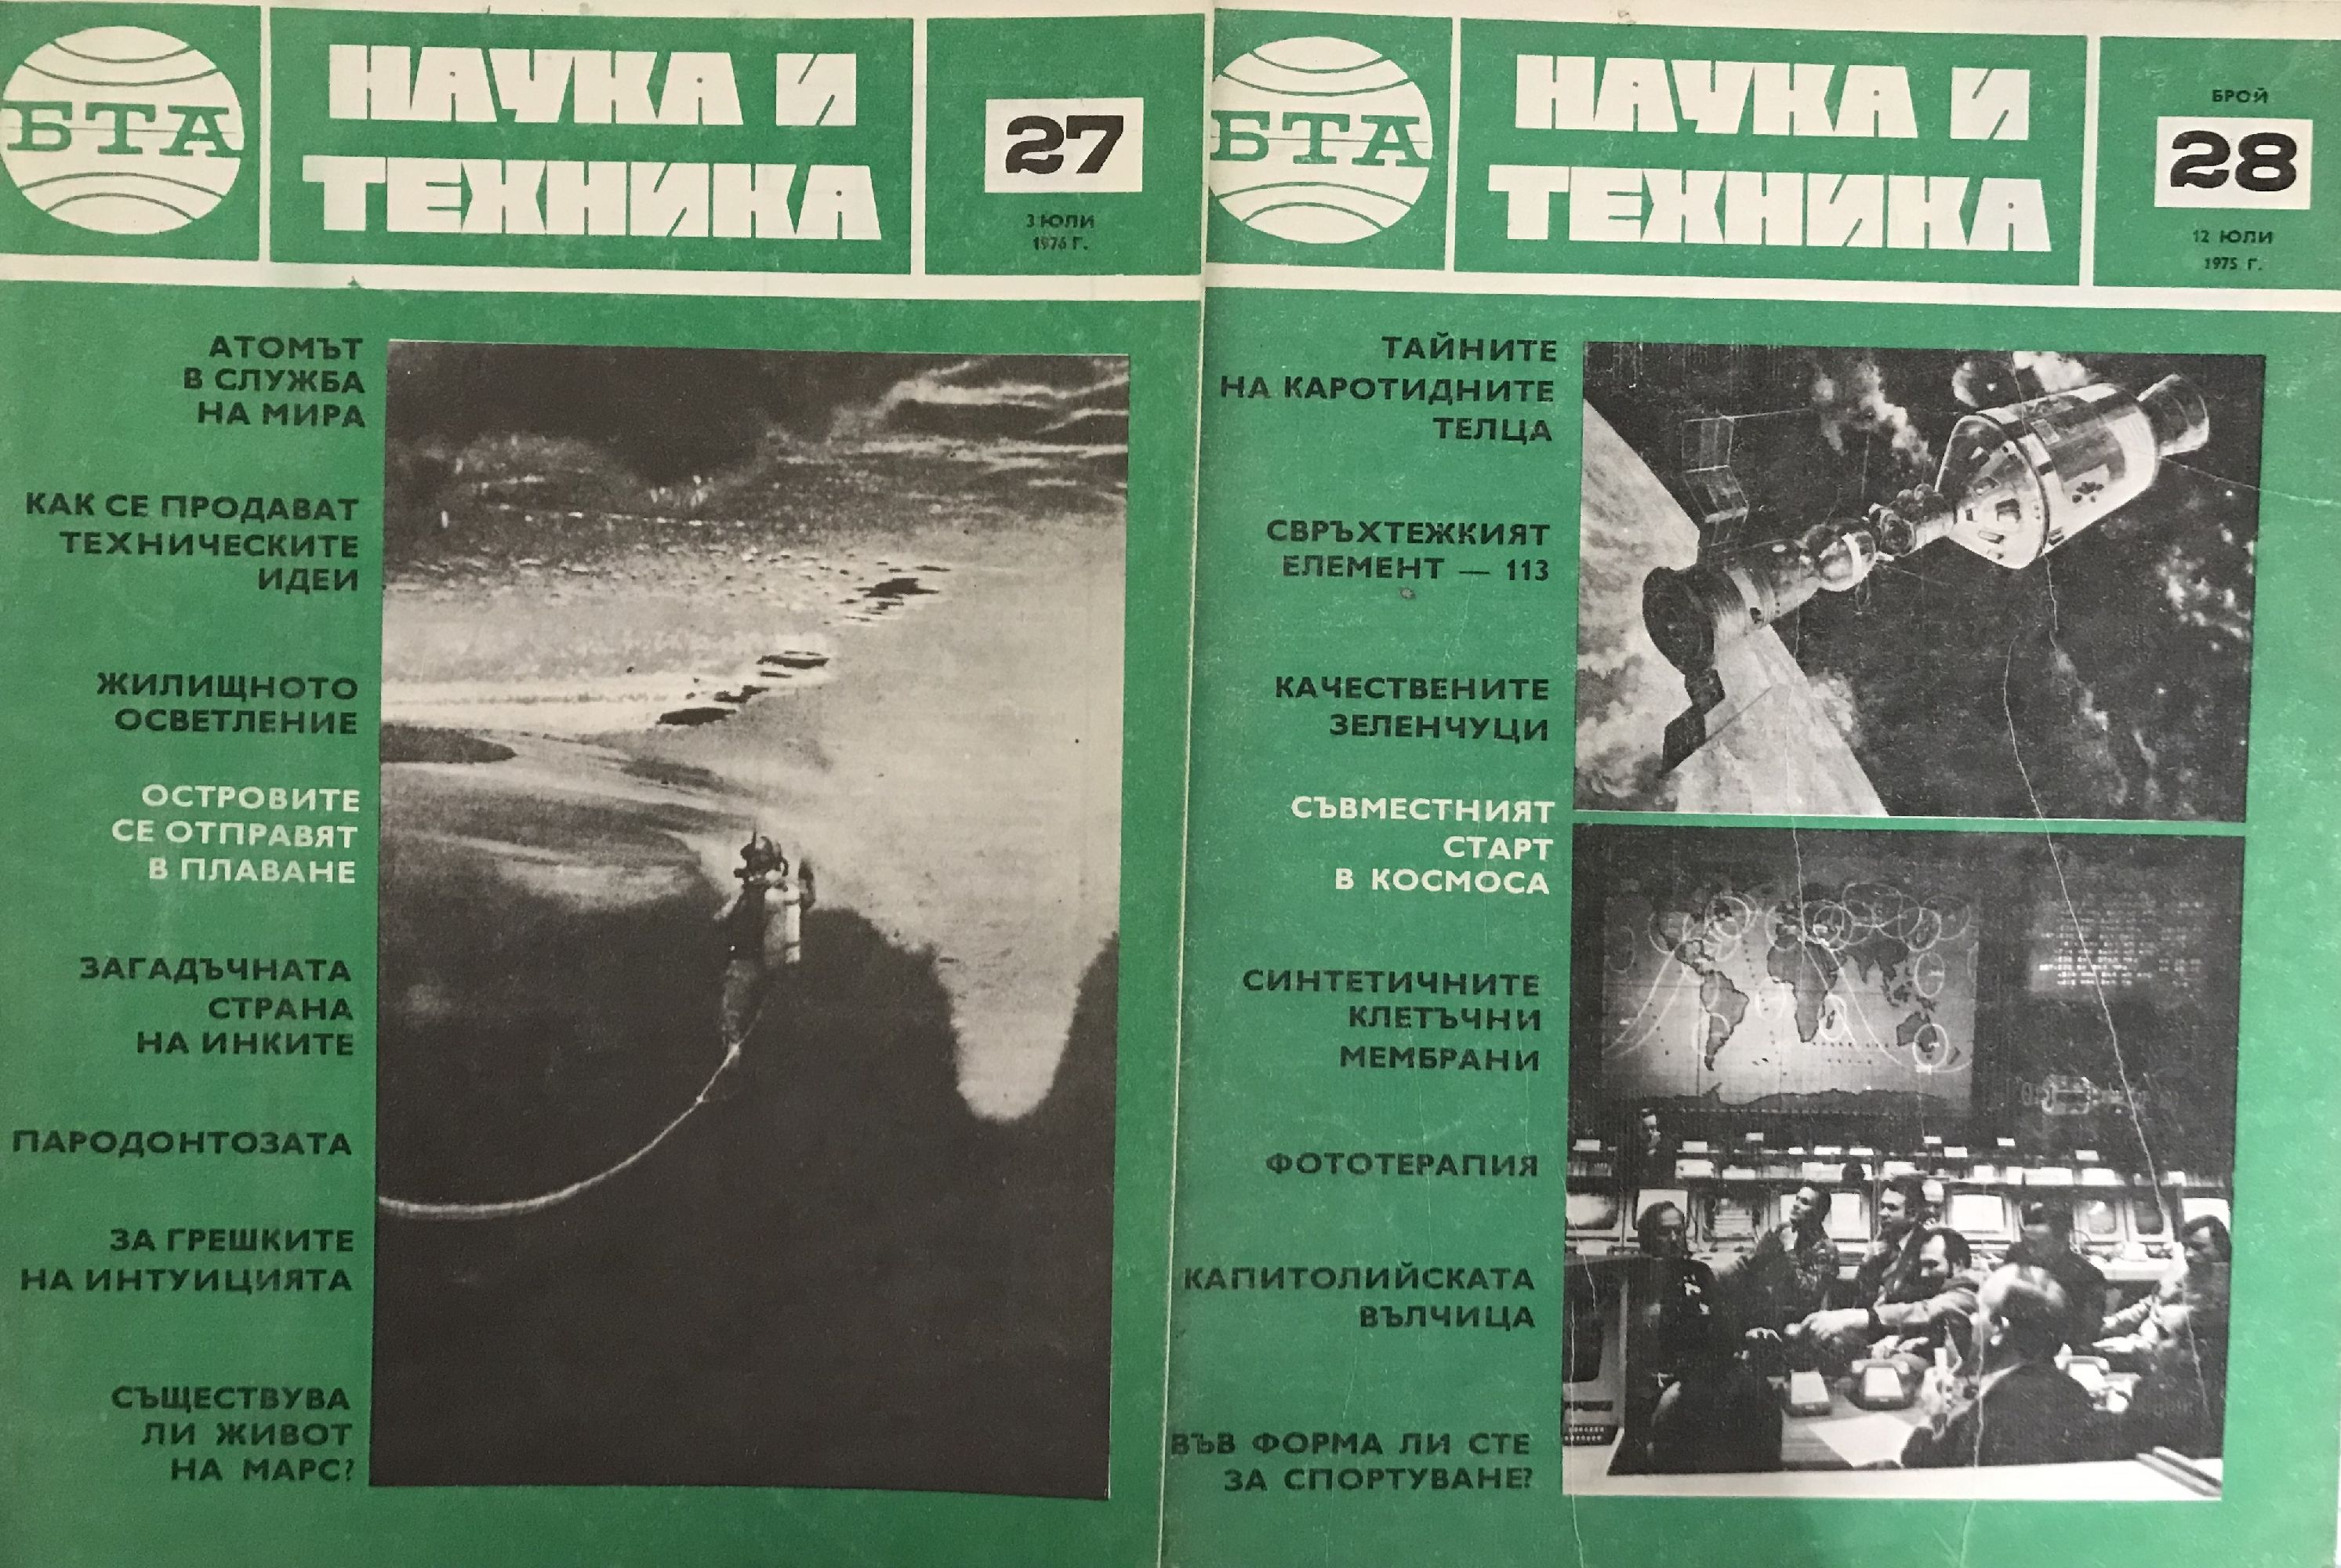 БТА
НАУКА И
ТЕХНИКА
27
3 ЮЛИ
1976 Г.
АТОМЪТ
В СЛУЖБА
НА МИРА
КАК СЕ ПРОДАВАТ
ТЕХНИЧЕСКИТЕ
ИДЕИ
ЖИЛИЩНОТО
ОСВЕТЛЕНИЕ
ОСТРОВИТЕ
СЕ ОТПРАВЯТ
В ПЛАВАНЕ
ЗАГАДЪЧНАТА
СТРАНА
НА ИНКИТЕ
ПАРОДОНТОЗАТА
ЗА ГРЕШКИТЕ
НА ИНТУИЦИЯТА
СЪЩЕСТВУВА
ЛИ ЖИВОТ
НА МАРС?
БТА
НАУКА И
ТЕХНИКА
БРОЙ
28
12 ЮЛИ
1975 Г.
ТАЙНИТЕ
НА КАРОТИДНИТЕ
ТЕЛЦА
СВРЪХТЕЖКИЯТ
ЕЛЕМЕНТ — 113
КАЧЕСТВЕНИТЕ
ЗЕЛЕНЧУЦИ
СЪВМЕСТНИЯТ
СТАРТ
В КОСМОСА
СИНТЕТИЧНИТЕ
КЛЕТЪЧНИ
МЕМБРАНИ
ФОТОТЕРАПИЯ
КАПИТОЛИЙСКАТА
ВЪЛЧИЦА
ВЪВ ФОРМА ЛИ СТЕ
ЗА СПОРТУВАНЕ?